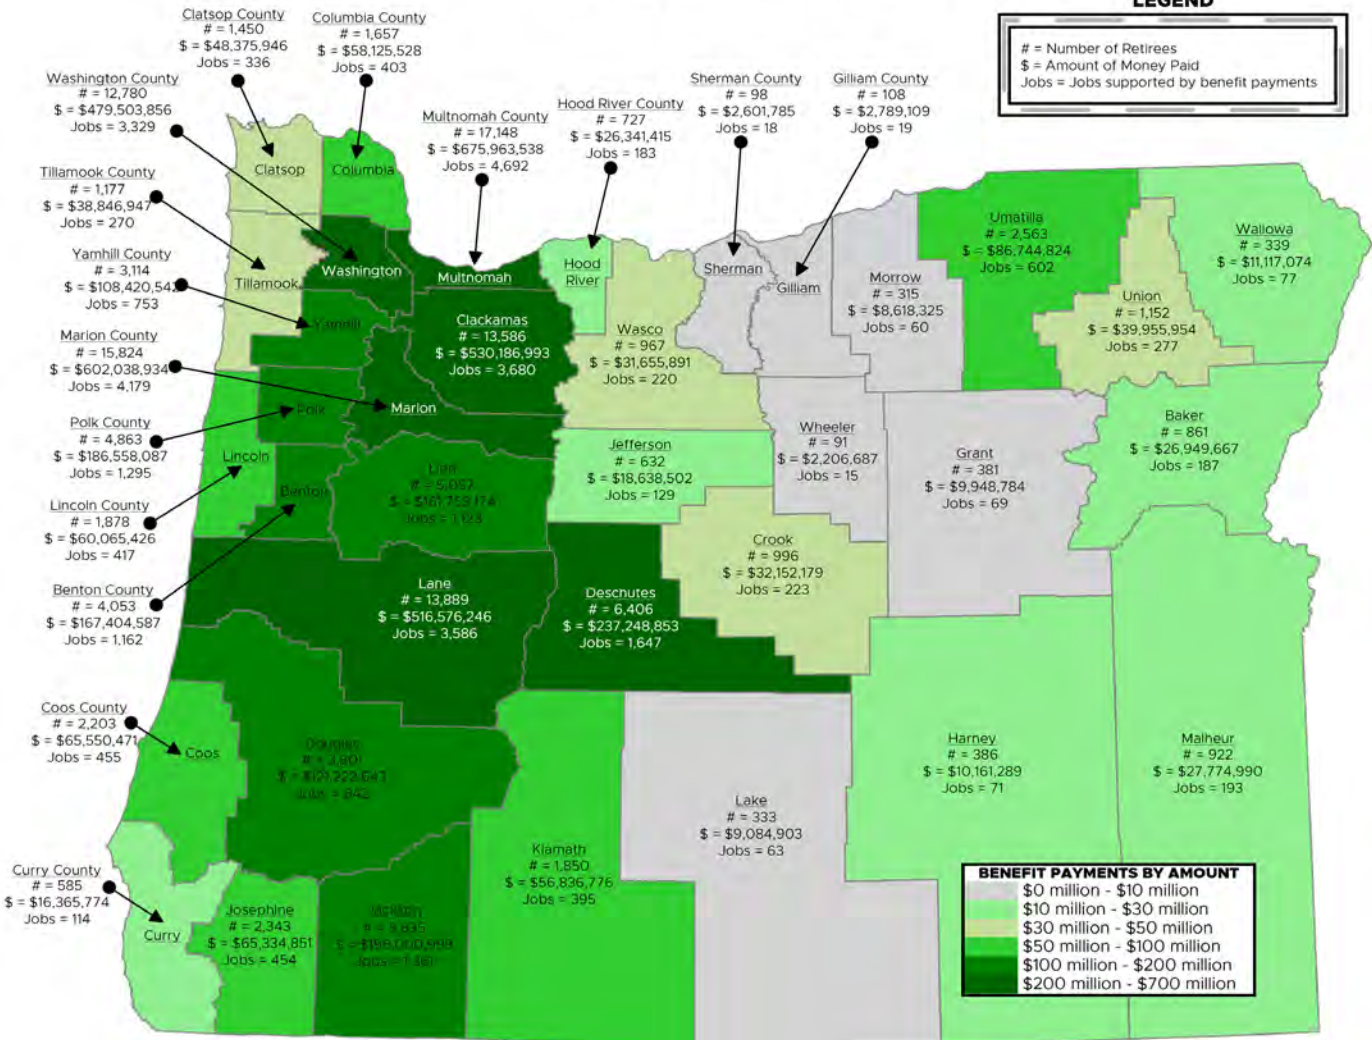 LEGEND
# = Number of Retirees
$ = Amount of Money Paid
Jobs = Jobs supported by benefit payments
Clatsop County
# = 1,450
$ = $48,375,946
Jobs = 336
Columbia County
# = 1,657
$ = $58,125,528
Jobs = 403
Washington County
# = 12,780
$ = $479,503,856
Jobs = 3,329
Multnomah County
# = 17,148
$ = $675,963,538
Jobs = 4,692
Hood River County
# = 727
$ = $26,341,415
Jobs = 183
Sherman County
# = 98
$ = $2,601,785
Jobs = 18
Gilliam County
# = 108
$ = $2,789,109
Jobs = 19
Tillamook County
# = 1,177
$ = $38,846,947
Jobs = 270
Yamhill County
# = 3,114
$ = $108,420,542
Jobs = 753
Marion County
# = 15,824
$ = $602,038,934
Jobs = 4,179
Polk County
# = 4,863
$ = $186,558,087
Jobs = 1,295
Lincoln County
# = 1,878
$ = $60,065,426
Jobs = 417
Benton County
# = 4,053
$ = $167,404,587
Jobs = 1,162
Coos County
# = 2,203
$ = $65,550,471
Jobs = 455
Curry County
# = 585
$ = $16,365,774
Jobs = 114
Clatsop
Columbia
Tillamook
Washington
Multnomah
Hood
River
Sherman
Gilliam
Yamhill
Marion
Polk
Lincoln
Benton
Coos
Curry
Clackamas
# = 13,586
$ = $530,186,993
Jobs = 3,680
Wasco
# = 967
$ = $31,655,891
Jobs = 220
Morrow
# = 315
$ = $8,618,325
Jobs = 60
Umatilla
# = 2,563
$ = $86,744,824
Jobs = 602
Union
# = 1,152
$ = $39,955,954
Jobs = 277
Wallowa
# = 339
$ = $11,117,074
Jobs = 77
Baker
# = 861
$ = $26,949,667
Jobs = 187
Grant
# = 381
$ = $9,948,784
Jobs = 69
Wheeler
# = 91
$ = $2,206,687
Jobs = 15
Jefferson
# = 632
$ = $18,638,502
Jobs = 129
Linn
Crook
# = 996
$ = $32,152,179
Jobs = 223
Lane
# = 13,889
$ = $516,576,246
Jobs = 3,586
Deschutes
# = 6,406
$ = $237,248,853
Jobs = 1,647
Douglas
Josephine
# = 2,343
$ = $65,334,851
Jobs = 454
Jackson
Klamath
# = 1,850
$ = $56,836,776
Jobs = 395
Lake
# = 333
$ = $9,084,903
Jobs = 63
Harney
# = 386
$ = $10,161,289
Jobs = 71
Malheur
# = 922
$ = $27,774,990
Jobs = 193
BENEFIT PAYMENTS BY AMOUNT
$0 million - $10 million
$10 million - $30 million
$30 million - $50 million
$50 million - $100 million
$100 million - $200 million
$200 million - $700 million